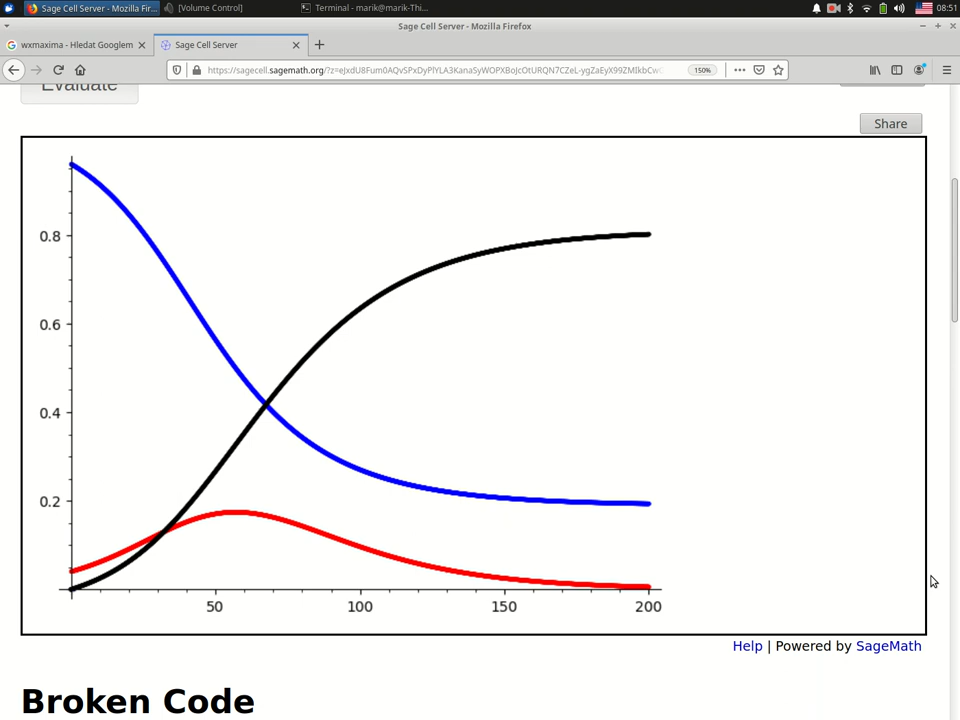 Sage Cell Server - Mozilla Fir...
[Volume Control]
Terminal - marik@marik-Thi...
08:51
Sage Cell Server - Mozilla Firefox
wxmaxima - Hledat Googlem
Sage Cell Server
150%
Evaluate
Share
0.8
0.6
0.4
0.2
50
100
150
200
Help | Powered by SageMath
Broken Code